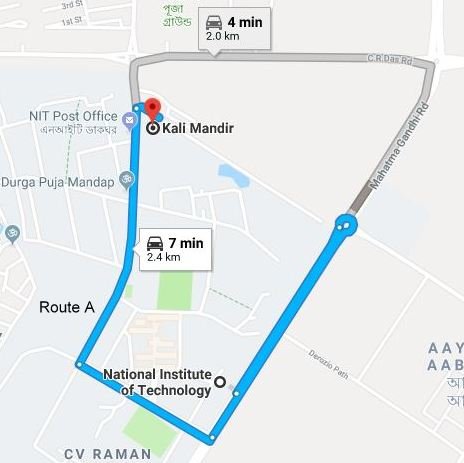 3rd St
1st St
পূজা
গ্রাউন্ড
4 min
2.0 km
C R Das Rd
Mahatma Gandhi Rd
NIT Post Office
এনআইটি ডাকঘর
Kali Mandir
Durga Puja Mandap
7 min
2.4 km
Route A
Derozio Path
National Institute
of Technology
AAY
AAB
CV RAMAN